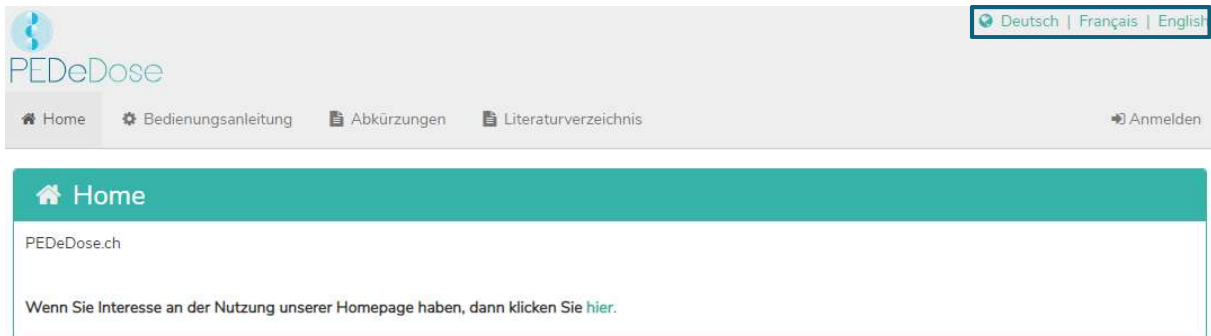 Deutsch | Français | English
PEDeDose
Home Bedienungsanleitung Abkürzungen Literaturverzeichnis Anmelden
Home
PEDeDose.ch
Wenn Sie Interesse an der Nutzung unserer Homepage haben, dann klicken Sie hier.